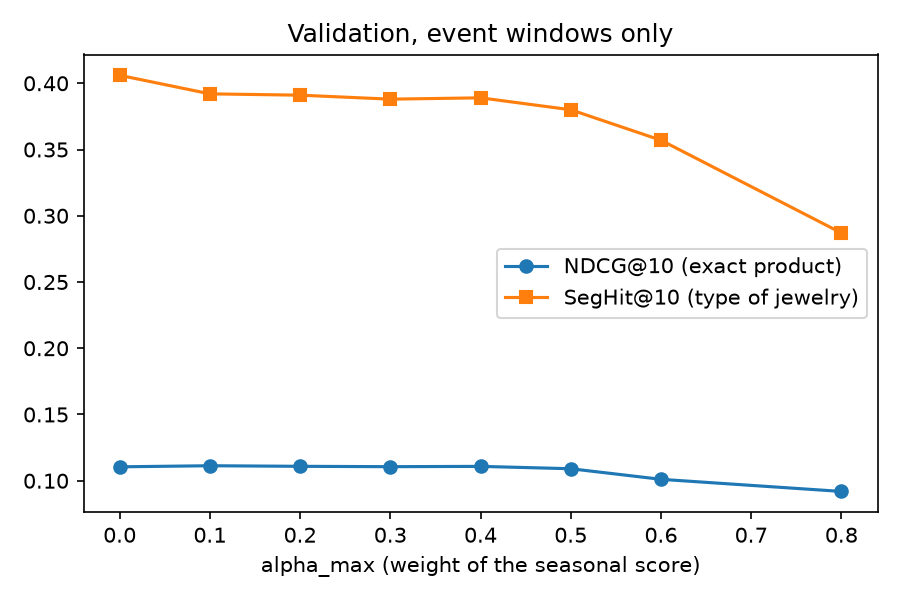 Validation, event windows only
0.40
0.35
0.30
0.25
0.20
0.15
0.10
NDCG@10 (exact product)
SegHit@10 (type of jewelry)
0.0 0.1 0.2 0.3 0.4 0.5 0.6 0.7 0.8
alpha_max (weight of the seasonal score)